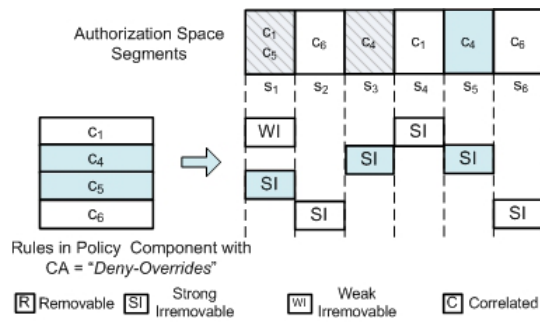 Authorization Space
Segments
c1
c5
c6
c4
c1
c4
c6
s1 s2 s3 s4 s5 s6
c1
c4
c5
c6
WI
SI
SI
SI
SI
SI
SI
Rules in Policy Component with
CA = "Deny-Overrides"
R Removable
SI Strong
Irremovable
WI Weak
Irremovable
C Correlated